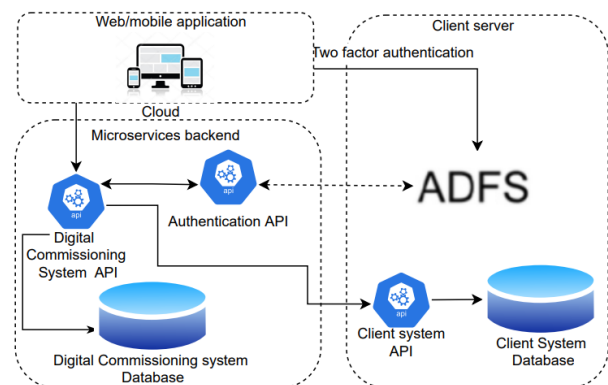 Web/mobile application
Client server
Two factor authentication
Cloud
Microservices backend
api
Authentication API
ADFS
api
Digital
Commissioning
System API
api
Client system
API
Digital Commissioning system
Database
Client System
Database